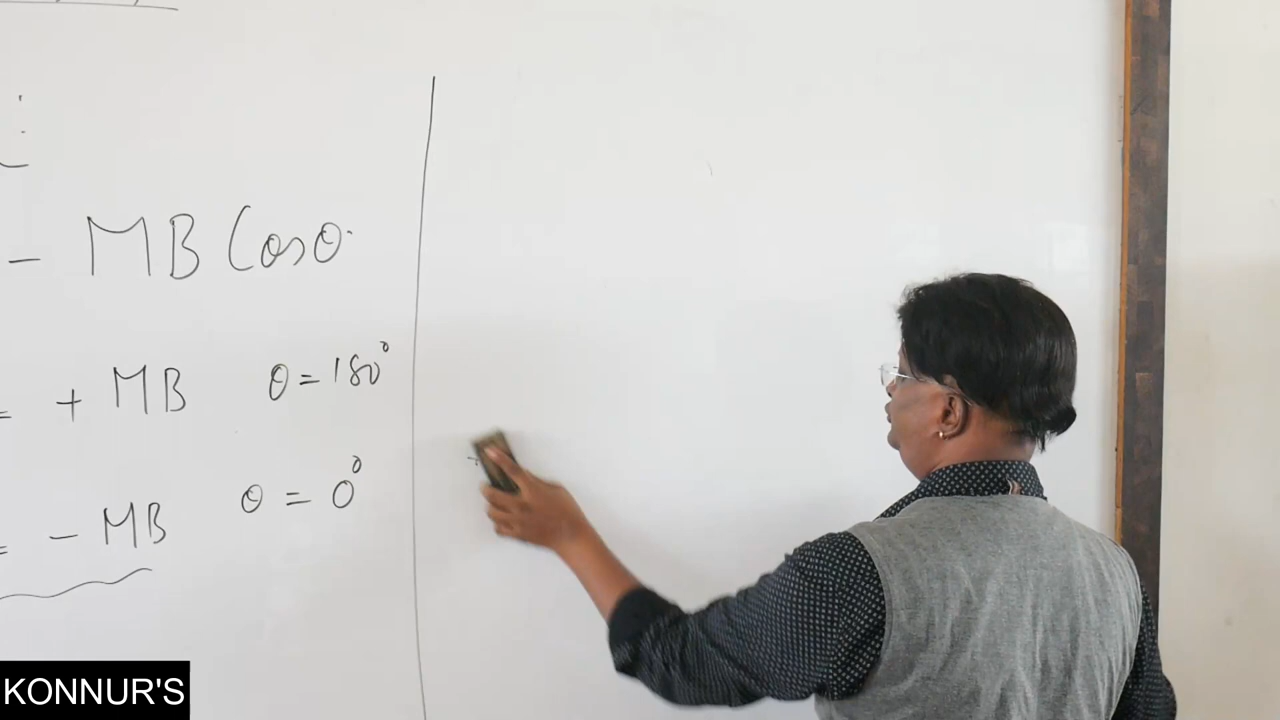 - MB Cosθ
= + MB θ = 180°
= - MB θ = 0°
KONNUR'S